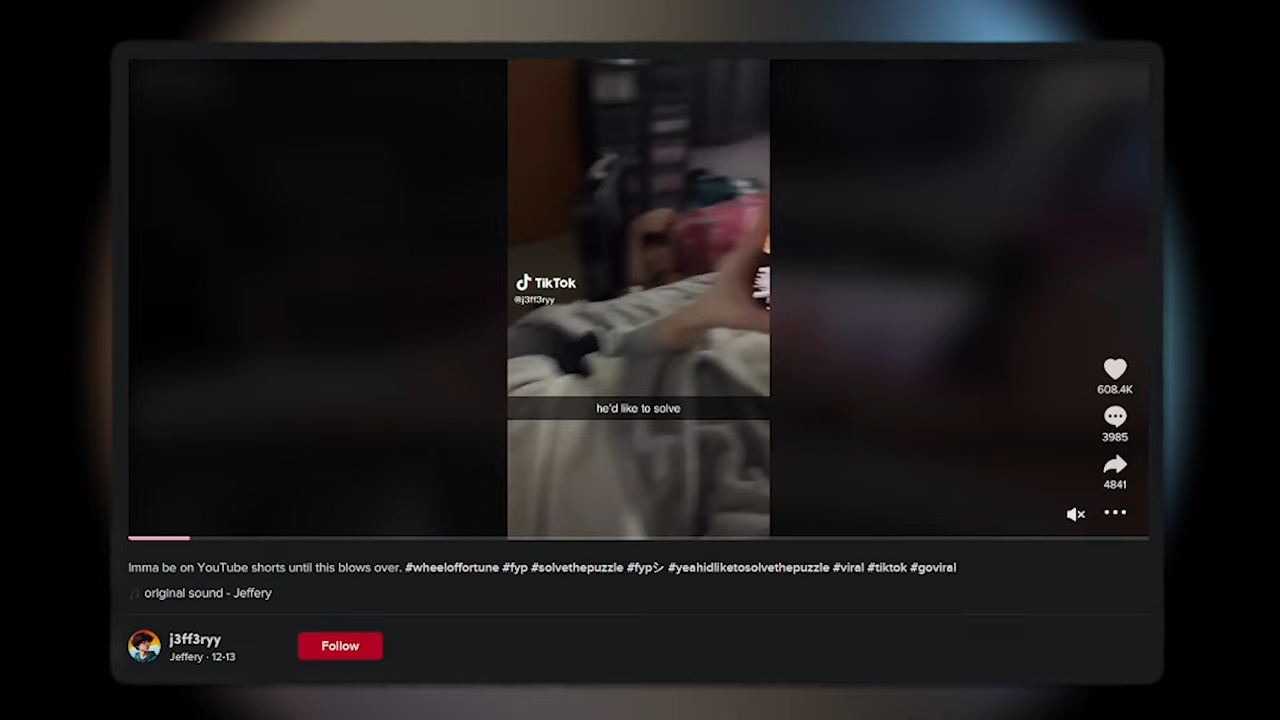 TikTok
@j3ff3ryy
he'd like to solve
608.4K
3985
4841
Imma be on YouTube shorts until this blows over. #wheeloffortune #fyp #solvethepuzzle #fypシ #yeahidliketosolvethepuzzle #viral #tiktok #goviral
original sound - Jeffery
j3ff3ryy
Jeffery · 12-13
Follow